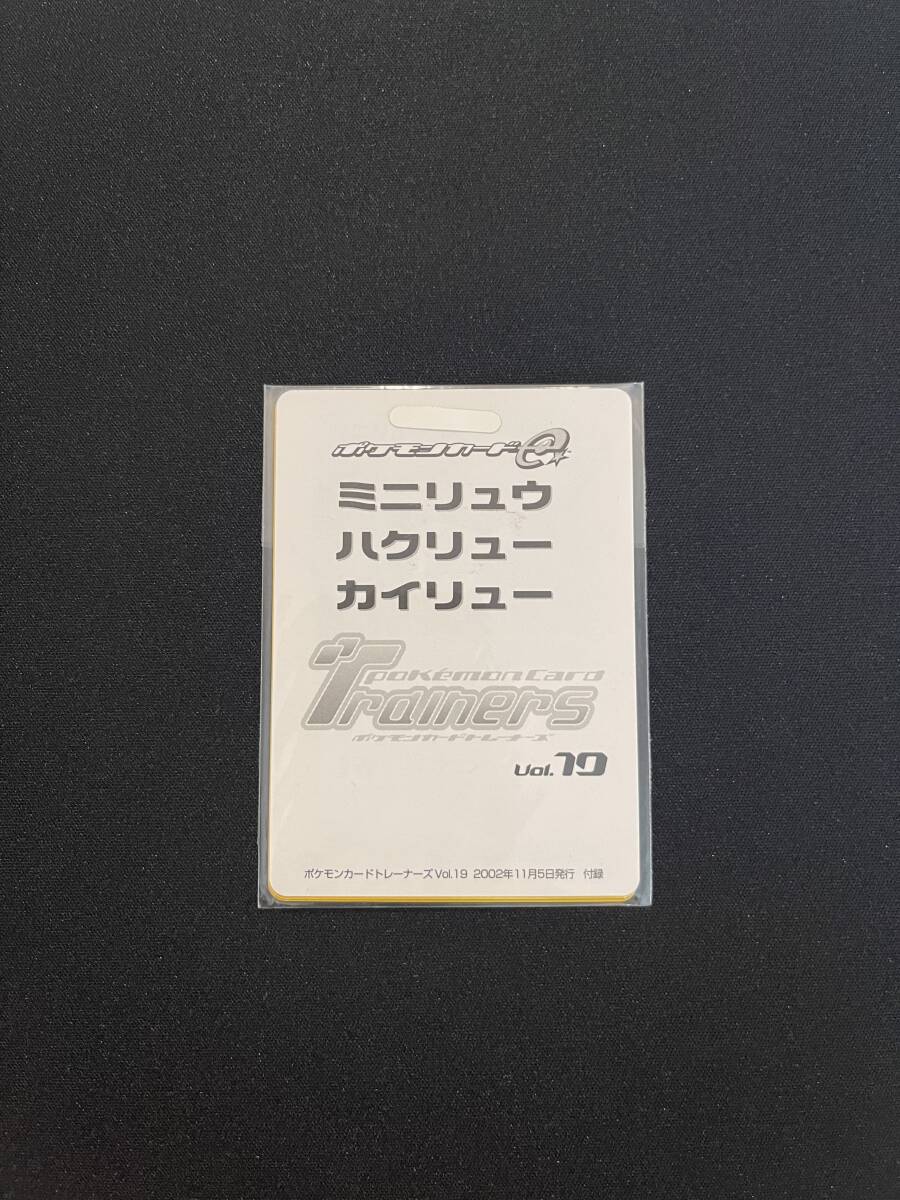 ポケモンカードe
ミニリュウ
ハクリュー
カイリュー
pokémon card
Trainers
ポケモンカードトレーナーズ
Vol.19
ポケモンカードトレーナーズVol.19 2002年11月5日発行 付録